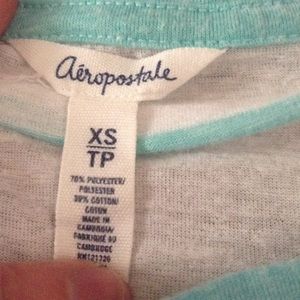 Aéropostale
XS
TP
70% POLYESTER/
POLYESTER
30% COTTON/
COTON
MADE IN
CAMBODIA/
FABRIQUÉ AU
CAMBODGE